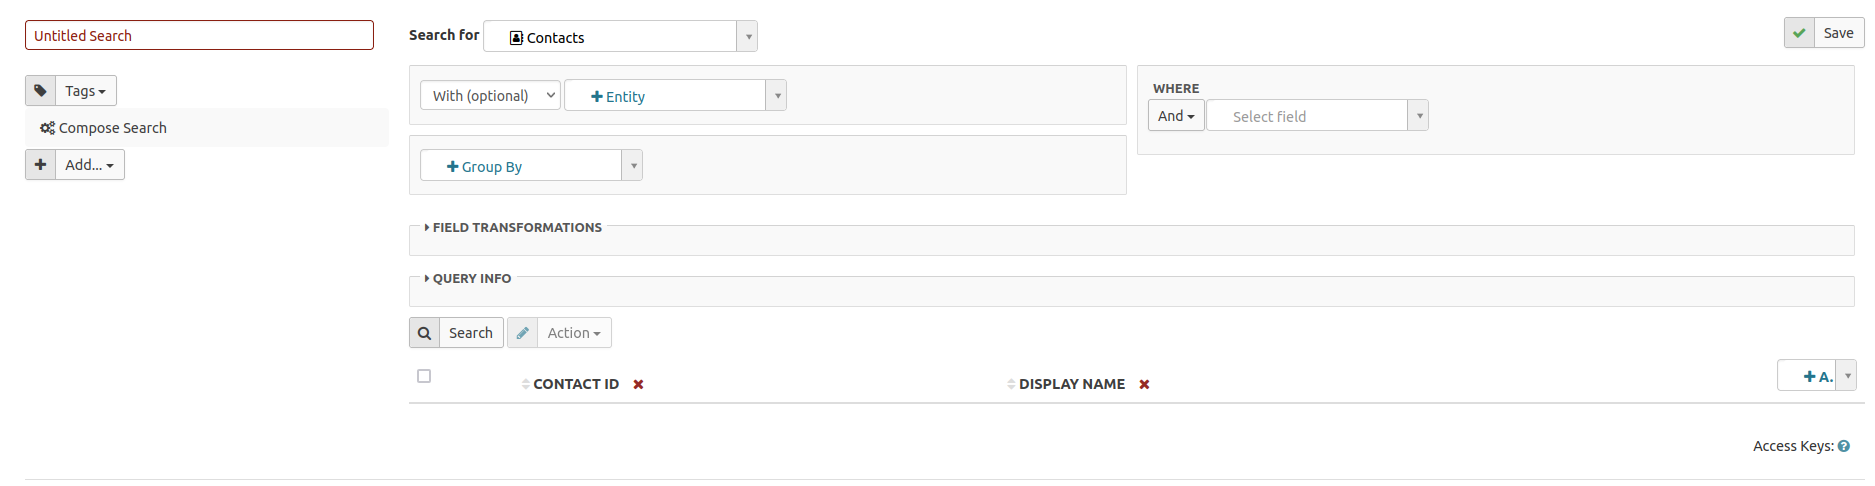 Untitled Search
Search for Contacts
Save
Tags
Compose Search
Add...
With (optional) Entity
Group By
WHERE
And Select field
FIELD TRANSFORMATIONS
QUERY INFO
Search Action
CONTACT ID DISPLAY NAME A.
Access Keys: